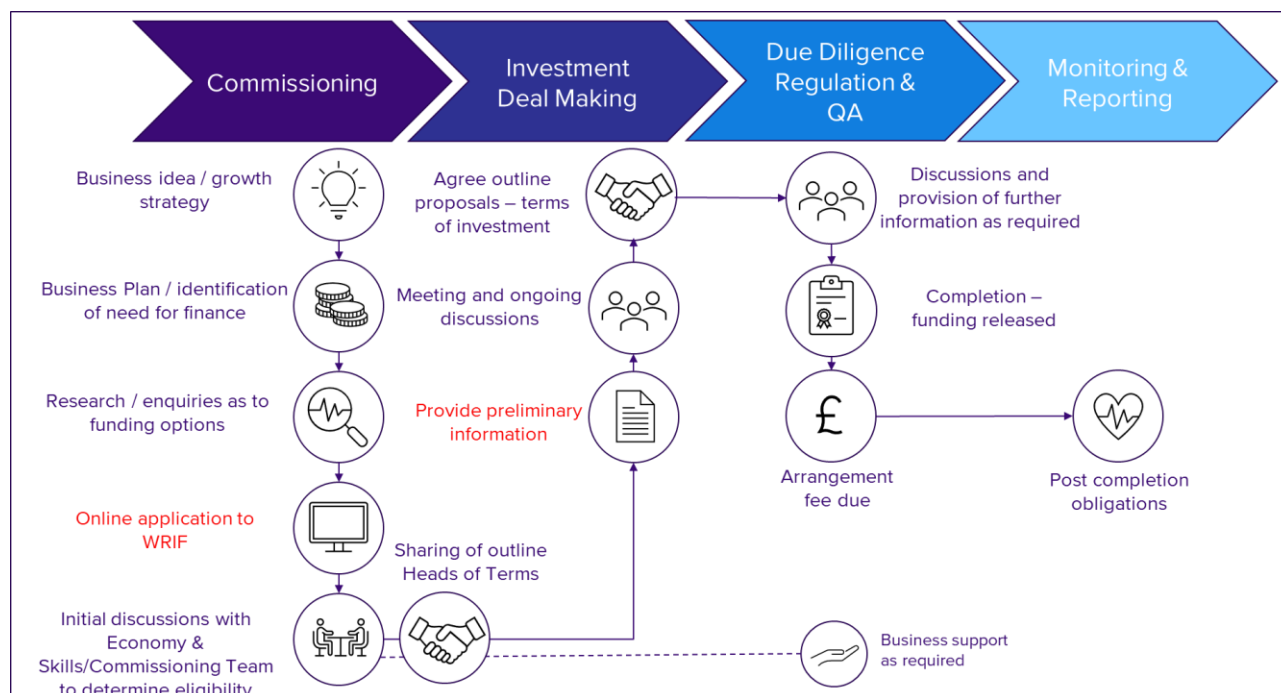 Commissioning
Investment
Deal Making
Due Diligence
Regulation &
QA
Monitoring &
Reporting
Business idea / growth
strategy
Business Plan / identification
of need for finance
Research / enquiries as to
funding options
Online application to
WRIF
Initial discussions with
Economy &
Skills/Commissioning Team
to determine eligibility
Sharing of outline
Heads of Terms
Provide preliminary
information
Meeting and ongoing
discussions
Agree outline
proposals – terms
of investment
Discussions and
provision of further
information as required
Completion –
funding released
£
Arrangement
fee due
Post completion
obligations
Business support
as required